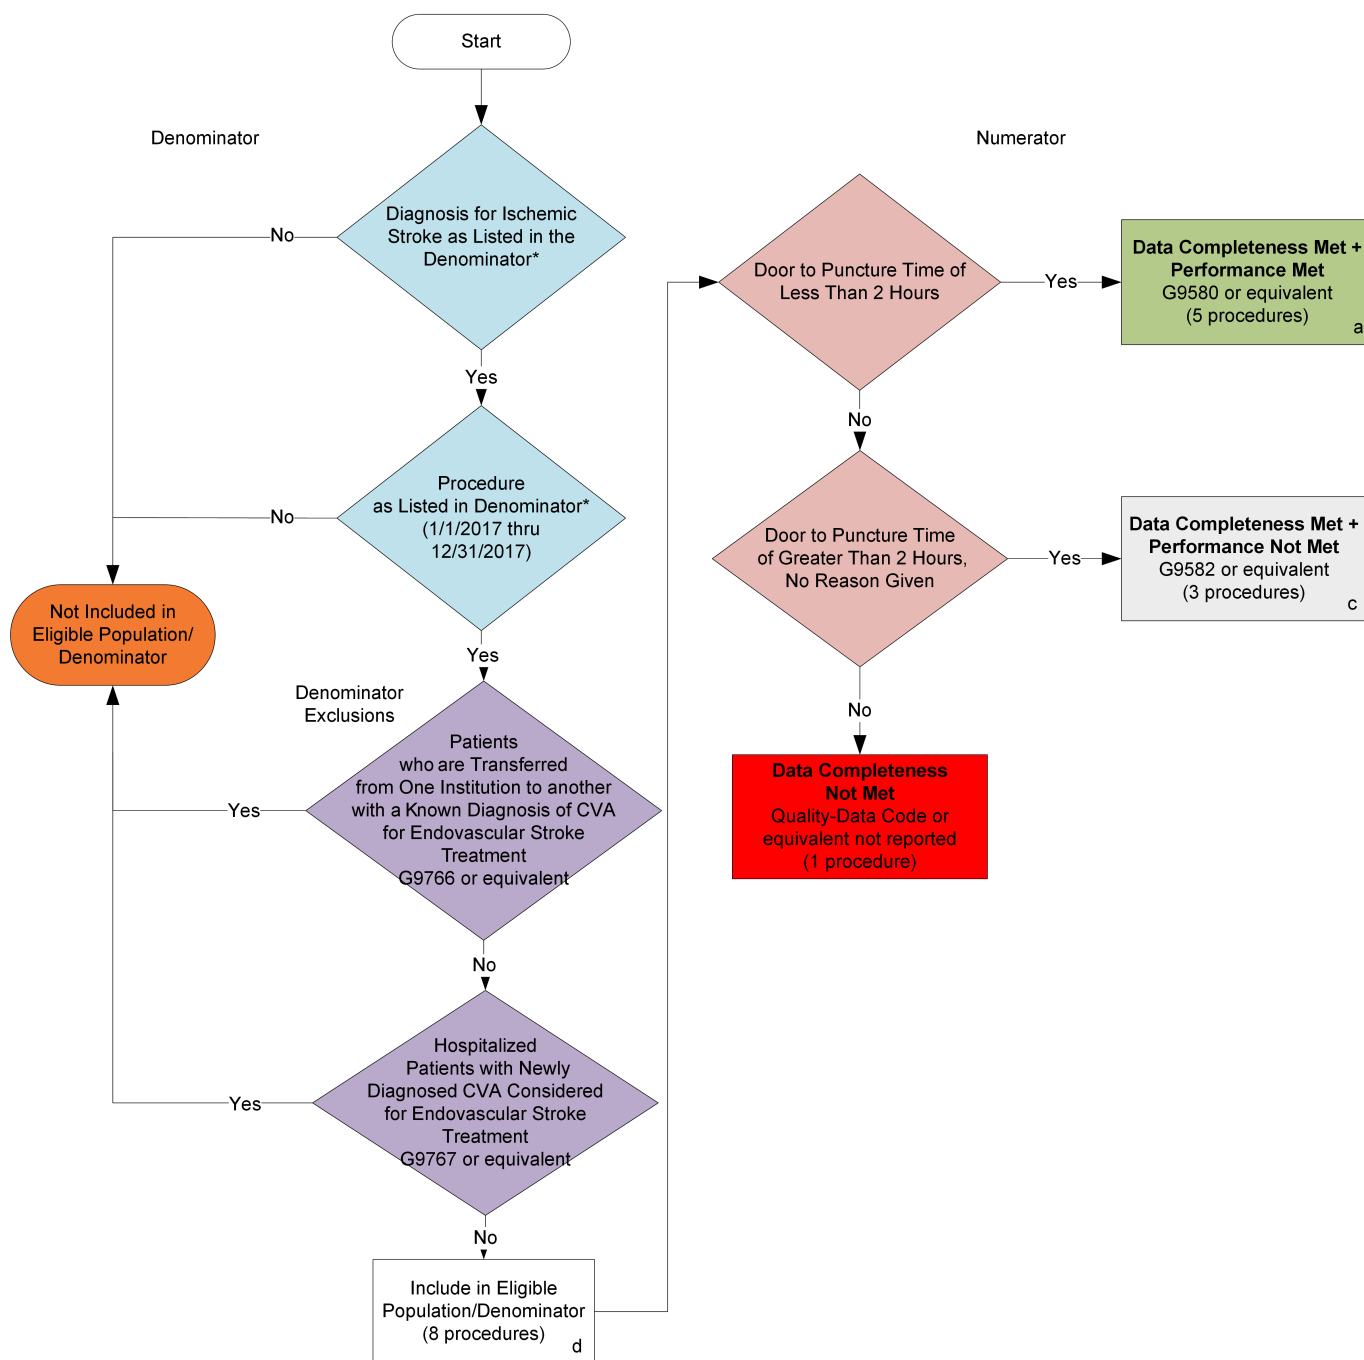 Start
Denominator
Numerator
Diagnosis for Ischemic
Stroke as Listed in the
Denominator*
No
Yes
Procedure
as Listed in Denominator*
(1/1/2017 thru
12/31/2017)
No
Yes
Not Included in
Eligible Population/
Denominator
Denominator
Exclusions
Patients
who are Transferred
from One Institution to another
with a Known Diagnosis of CVA
for Endovascular Stroke
Treatment
G9766 or equivalent
Yes
No
Hospitalized
Patients with Newly
Diagnosed CVA Considered
for Endovascular Stroke
Treatment
G9767 or equivalent
Yes
No
Include in Eligible
Population/Denominator
(8 procedures)
d
Door to Puncture Time of
Less Than 2 Hours
Yes
Data Completeness Met +
Performance Met
G9580 or equivalent
(5 procedures)
a
No
Door to Puncture Time
of Greater Than 2 Hours,
No Reason Given
Yes
Data Completeness Met +
Performance Not Met
G9582 or equivalent
(3 procedures)
c
No
Data Completeness
Not Met
Quality-Data Code or
equivalent not reported
(1 procedure)